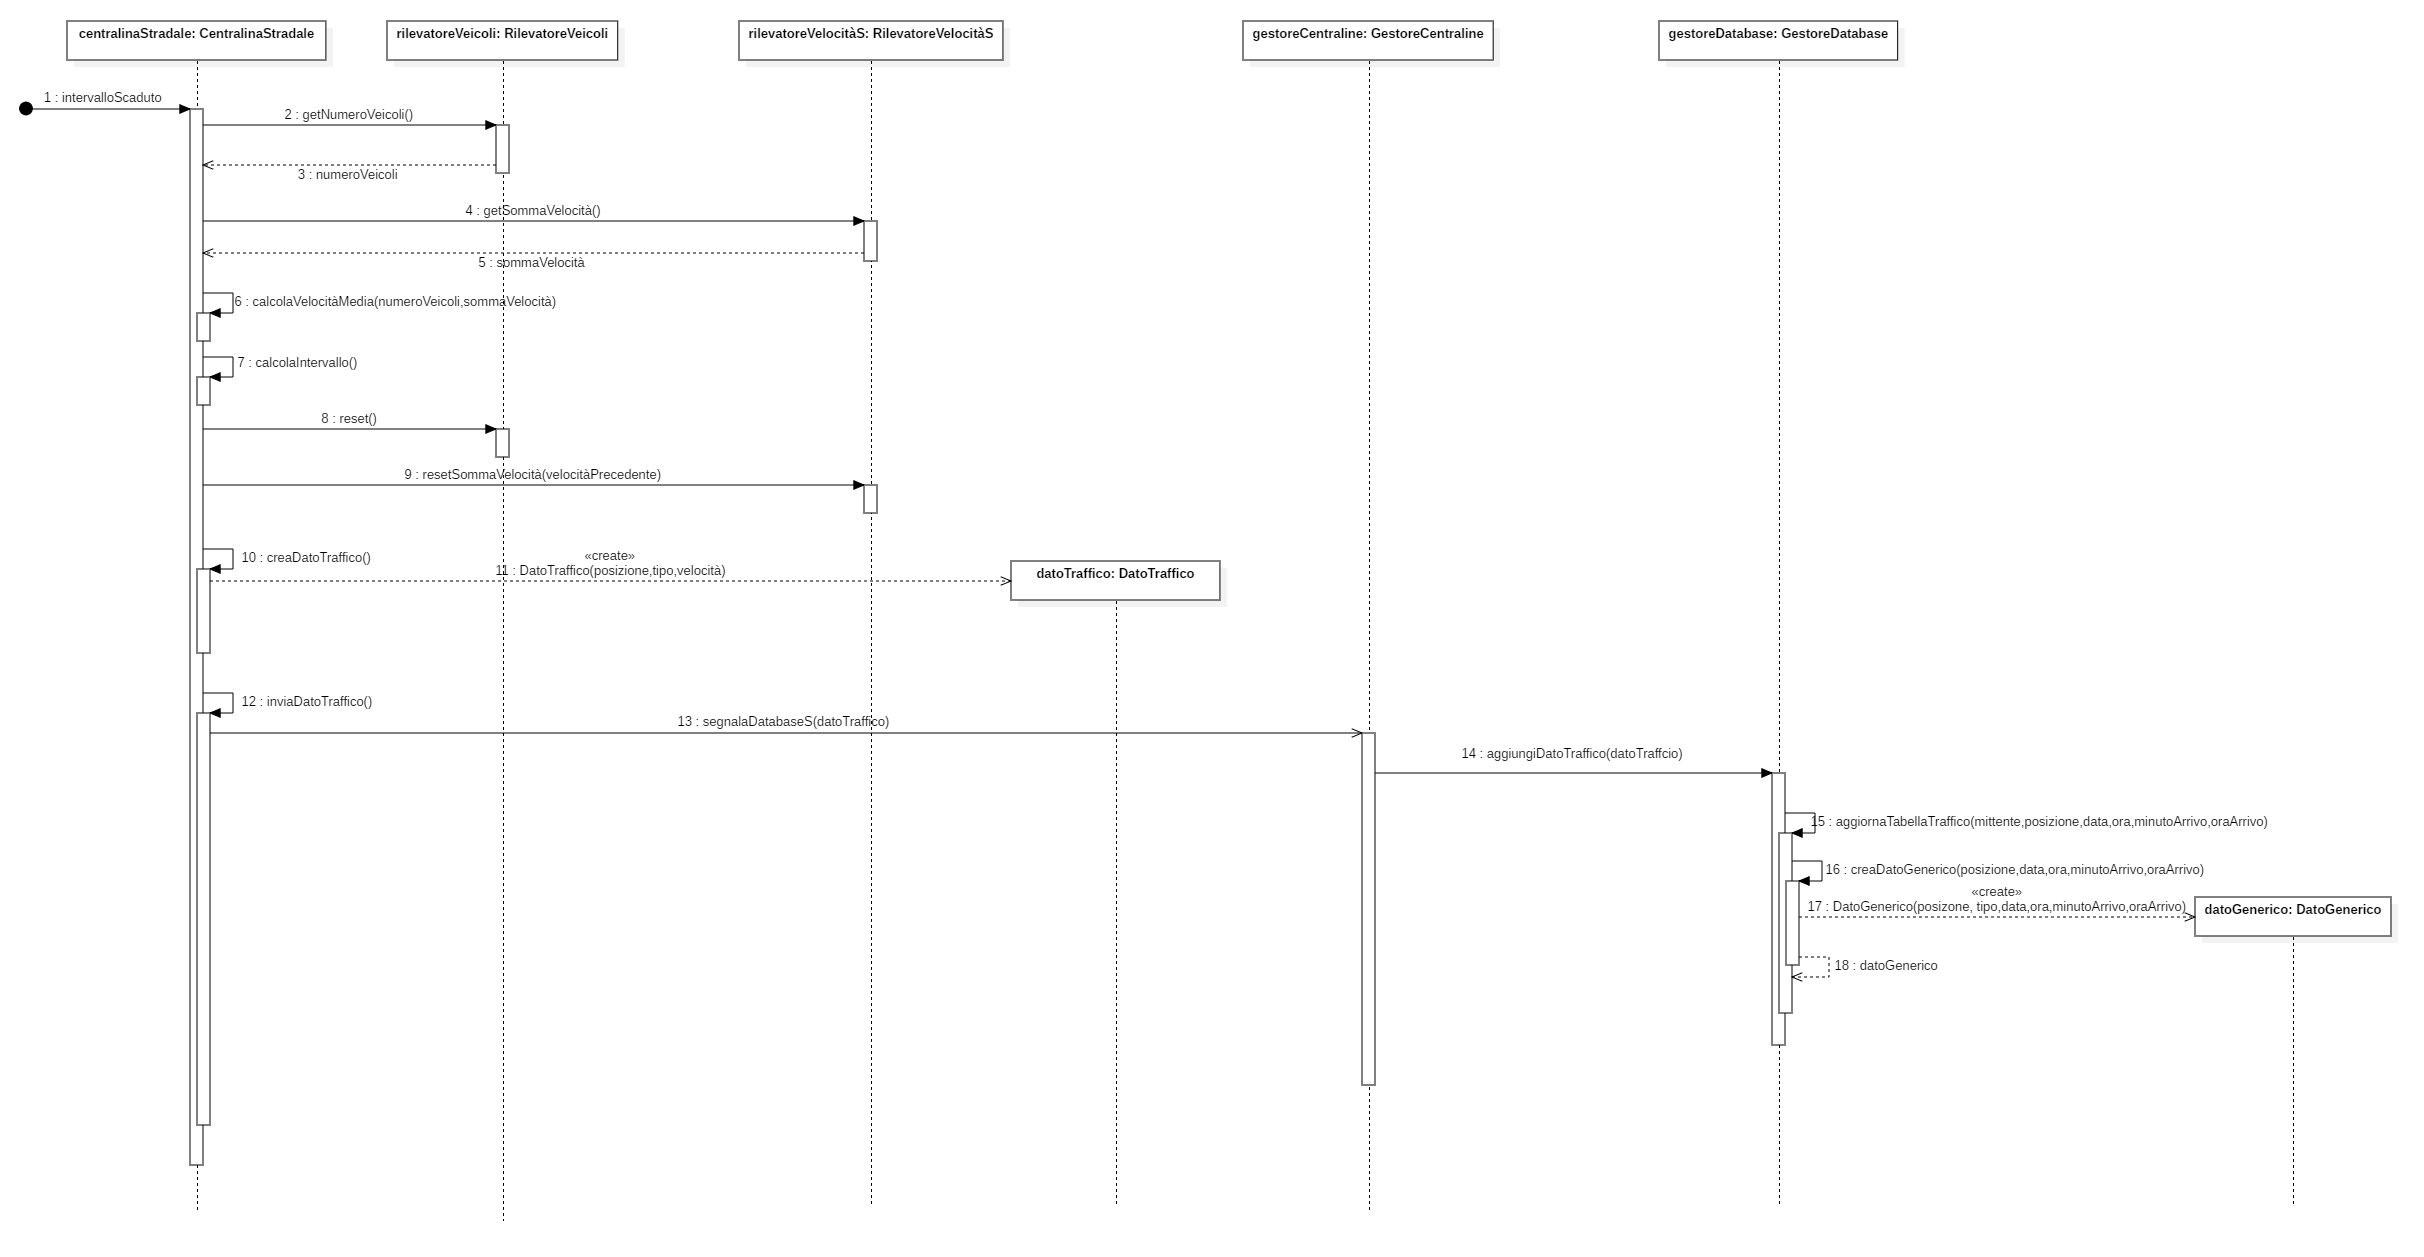 centralinaStradale: CentralinaStradale
rilevatoreVeicoli: RilevatoreVeicoli
rilevatoreVelocitàS: RilevatoreVelocitàS
gestoreCentraline: GestoreCentraline
gestoreDatabase: GestoreDatabase
1 : intervalloScaduto
2 : getNumeroVeicoli()
3 : numeroVeicoli
4 : getSommaVelocità()
5 : sommaVelocità
6 : calcolaVelocitàMedia(numeroVeicoli,sommaVelocità)
7 : calcolaIntervallo()
8 : reset()
9 : resetSommaVelocità(velocitàPrecedente)
10 : creaDatoTraffico()
«create»
11 : DatoTraffico(posizione,tipo,velocità)
datoTraffico: DatoTraffico
12 : inviaDatoTraffico()
13 : segnalaDatabaseS(datoTraffico)
14 : aggiungiDatoTraffico(datoTraffcio)
15 : aggiornaTabellaTraffico(mittente,posizione,data,ora,minutoArrivo,oraArrivo)
16 : creaDatoGenerico(posizione,data,ora,minutoArrivo,oraArrivo)
«create»
17 : DatoGenerico(posizone, tipo,data,ora,minutoArrivo,oraArrivo)
datoGenerico: DatoGenerico
18 : datoGenerico